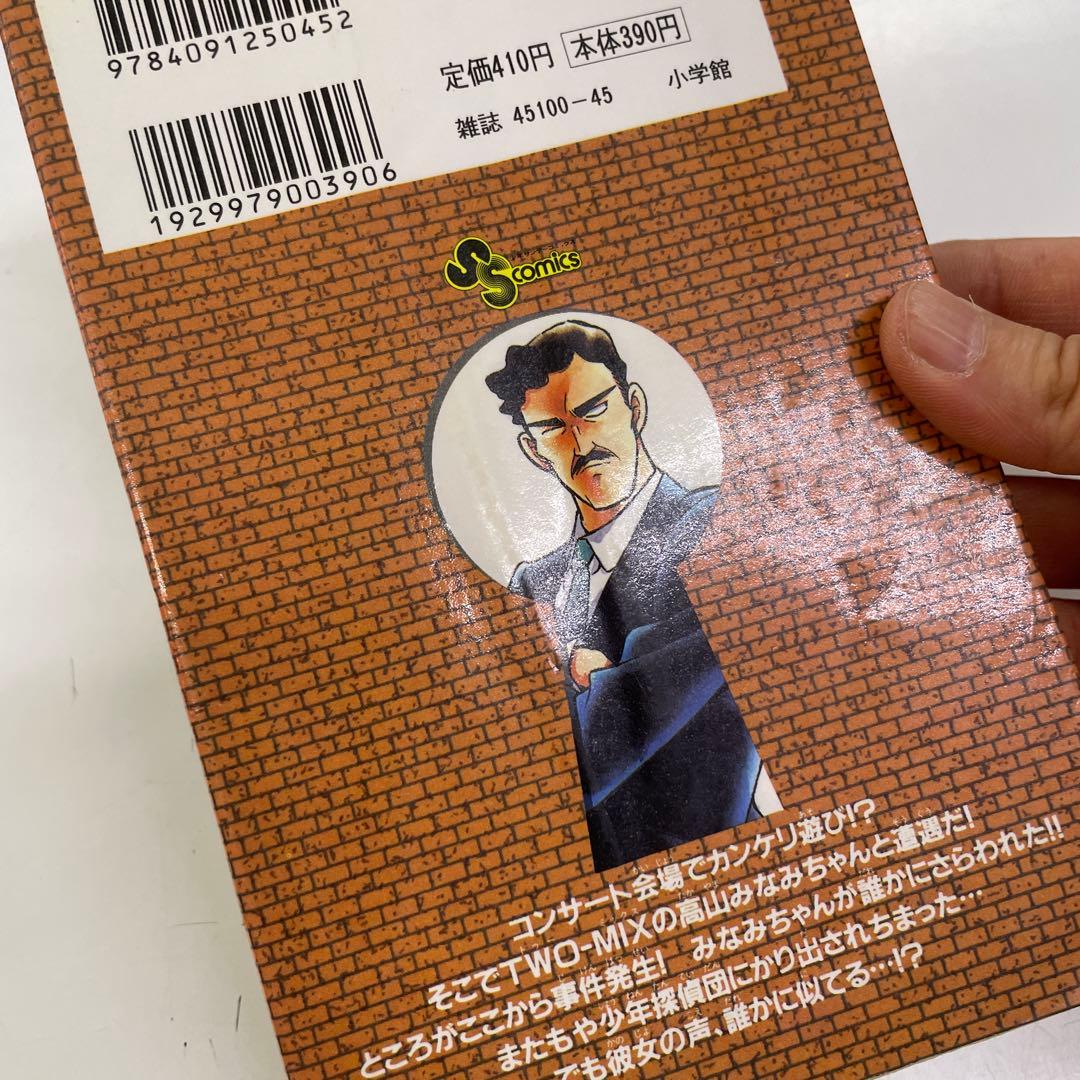 9784091250452
定価410円 本体390円
1929979003906
雑誌 45100-45
小学館
SS comics
コンサート会場でカンケリ遊び!?
そこでTWO-MIXの高山みなみちゃんと遭遇だ!
ところがここから事件発生! みなみちゃんが誰かにさらわれた!!
またもや少年探偵団にかり出されちまった…
でも彼女の声、誰かに似てる…!?